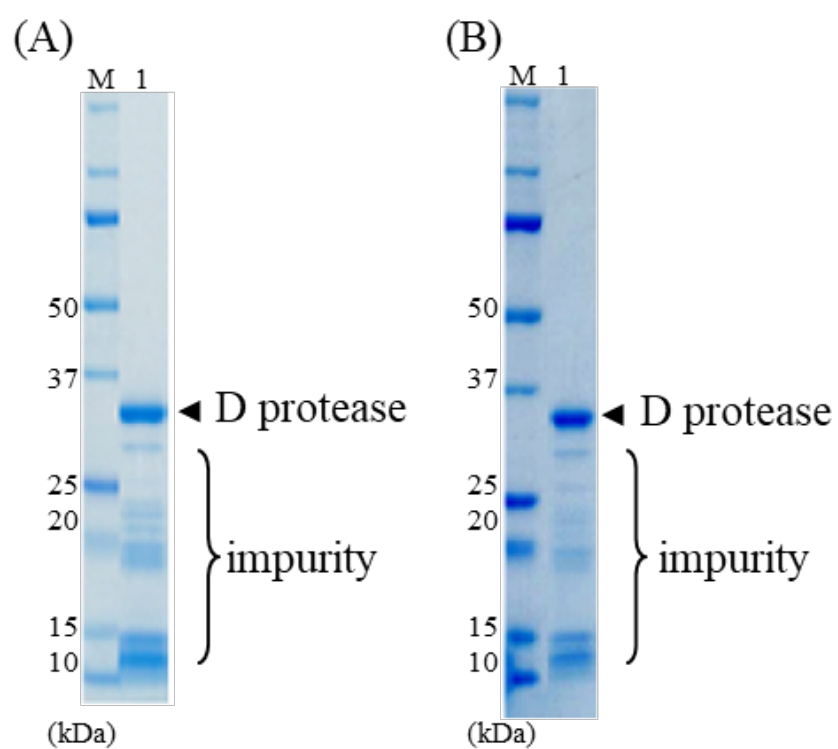 (A)
M 1
50
37
D protease
25
20
impurity
15
10
(kDa)
(B)
M 1
50
37
D protease
25
20
impurity
15
10
(kDa)